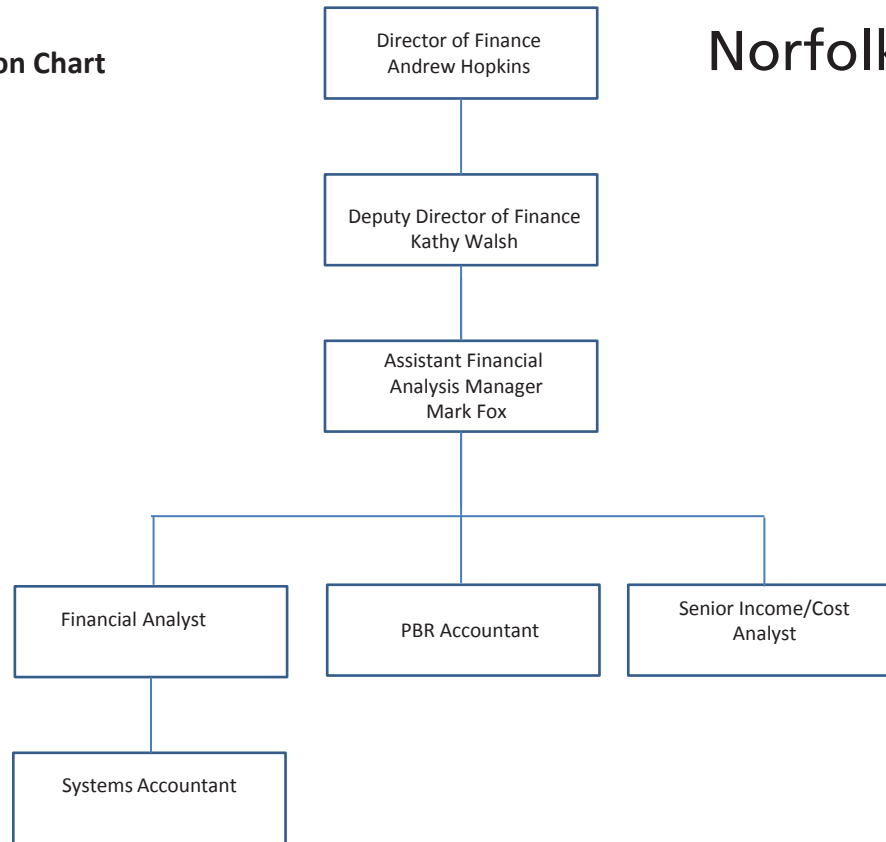 on Chart
Norfolk
Director of Finance
Andrew Hopkins
Deputy Director of Finance
Kathy Walsh
Assistant Financial
Analysis Manager
Mark Fox
Financial Analyst
PBR Accountant
Senior Income/Cost
Analyst
Systems Accountant